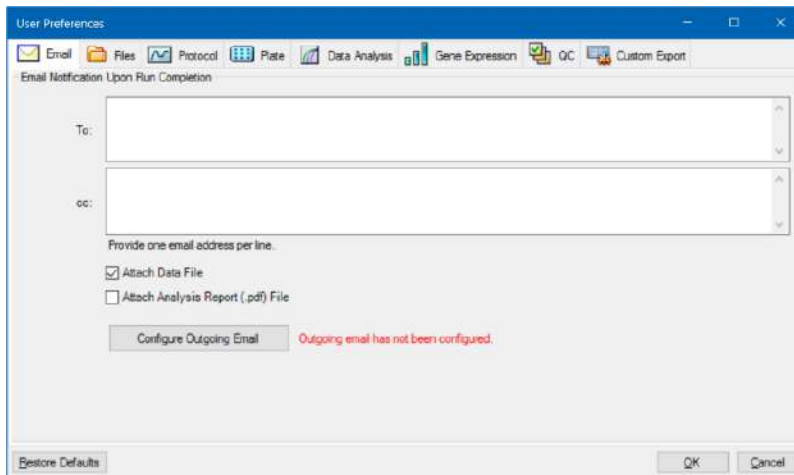 User Preferences
Email Files Protocol Plate Data Analysis Gene Expression QC Custom Export
Email Notification Upon Run Completion
To:
cc:
Provide one email address per line.
Attach Data File
Attach Analysis Report (.pdf) File
Configure Outgoing Email Outgoing email has not been configured.
Restore Defaults OK Cancel